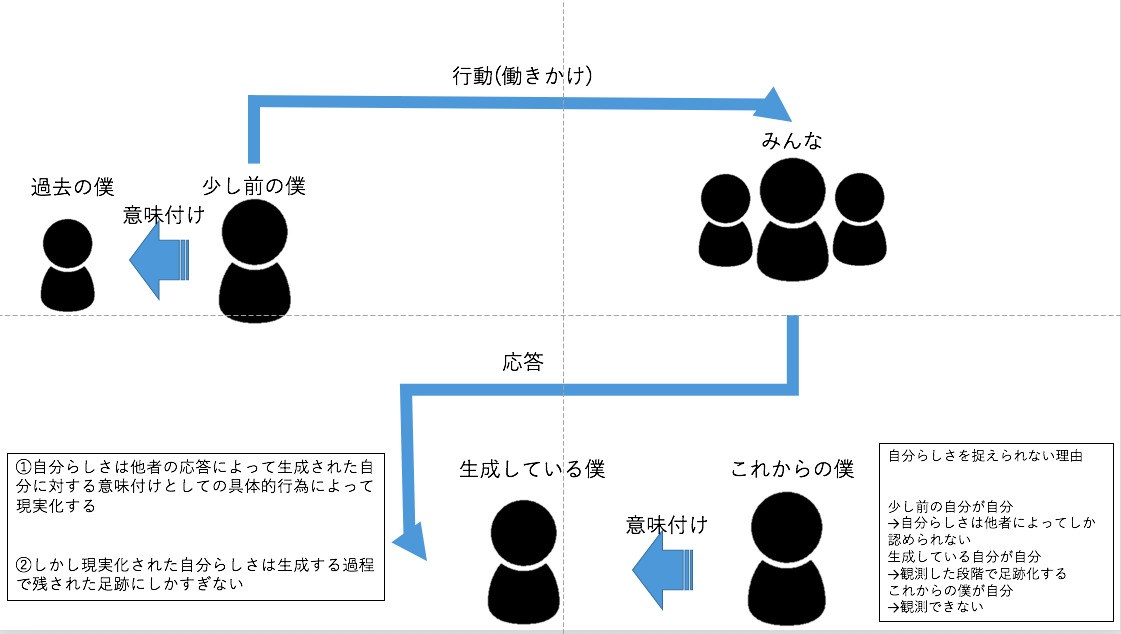 行動(働きかけ)
みんな
過去の僕
少し前の僕
意味付け
応答
生成している僕
これからの僕
意味付け
①自分らしさは他者の応答によって生成された自
分に対する意味付けとしての具体的行為によって
現実化する
②しかし現実化された自分らしさは生成する過程
で残された足跡にしかすぎない
自分らしさを捉えられない理由
少し前の自分が自分
→自分らしさは他者によってしか
認められない
生成している自分が自分
→観測した段階で足跡化する
これからの僕が自分
→観測できない